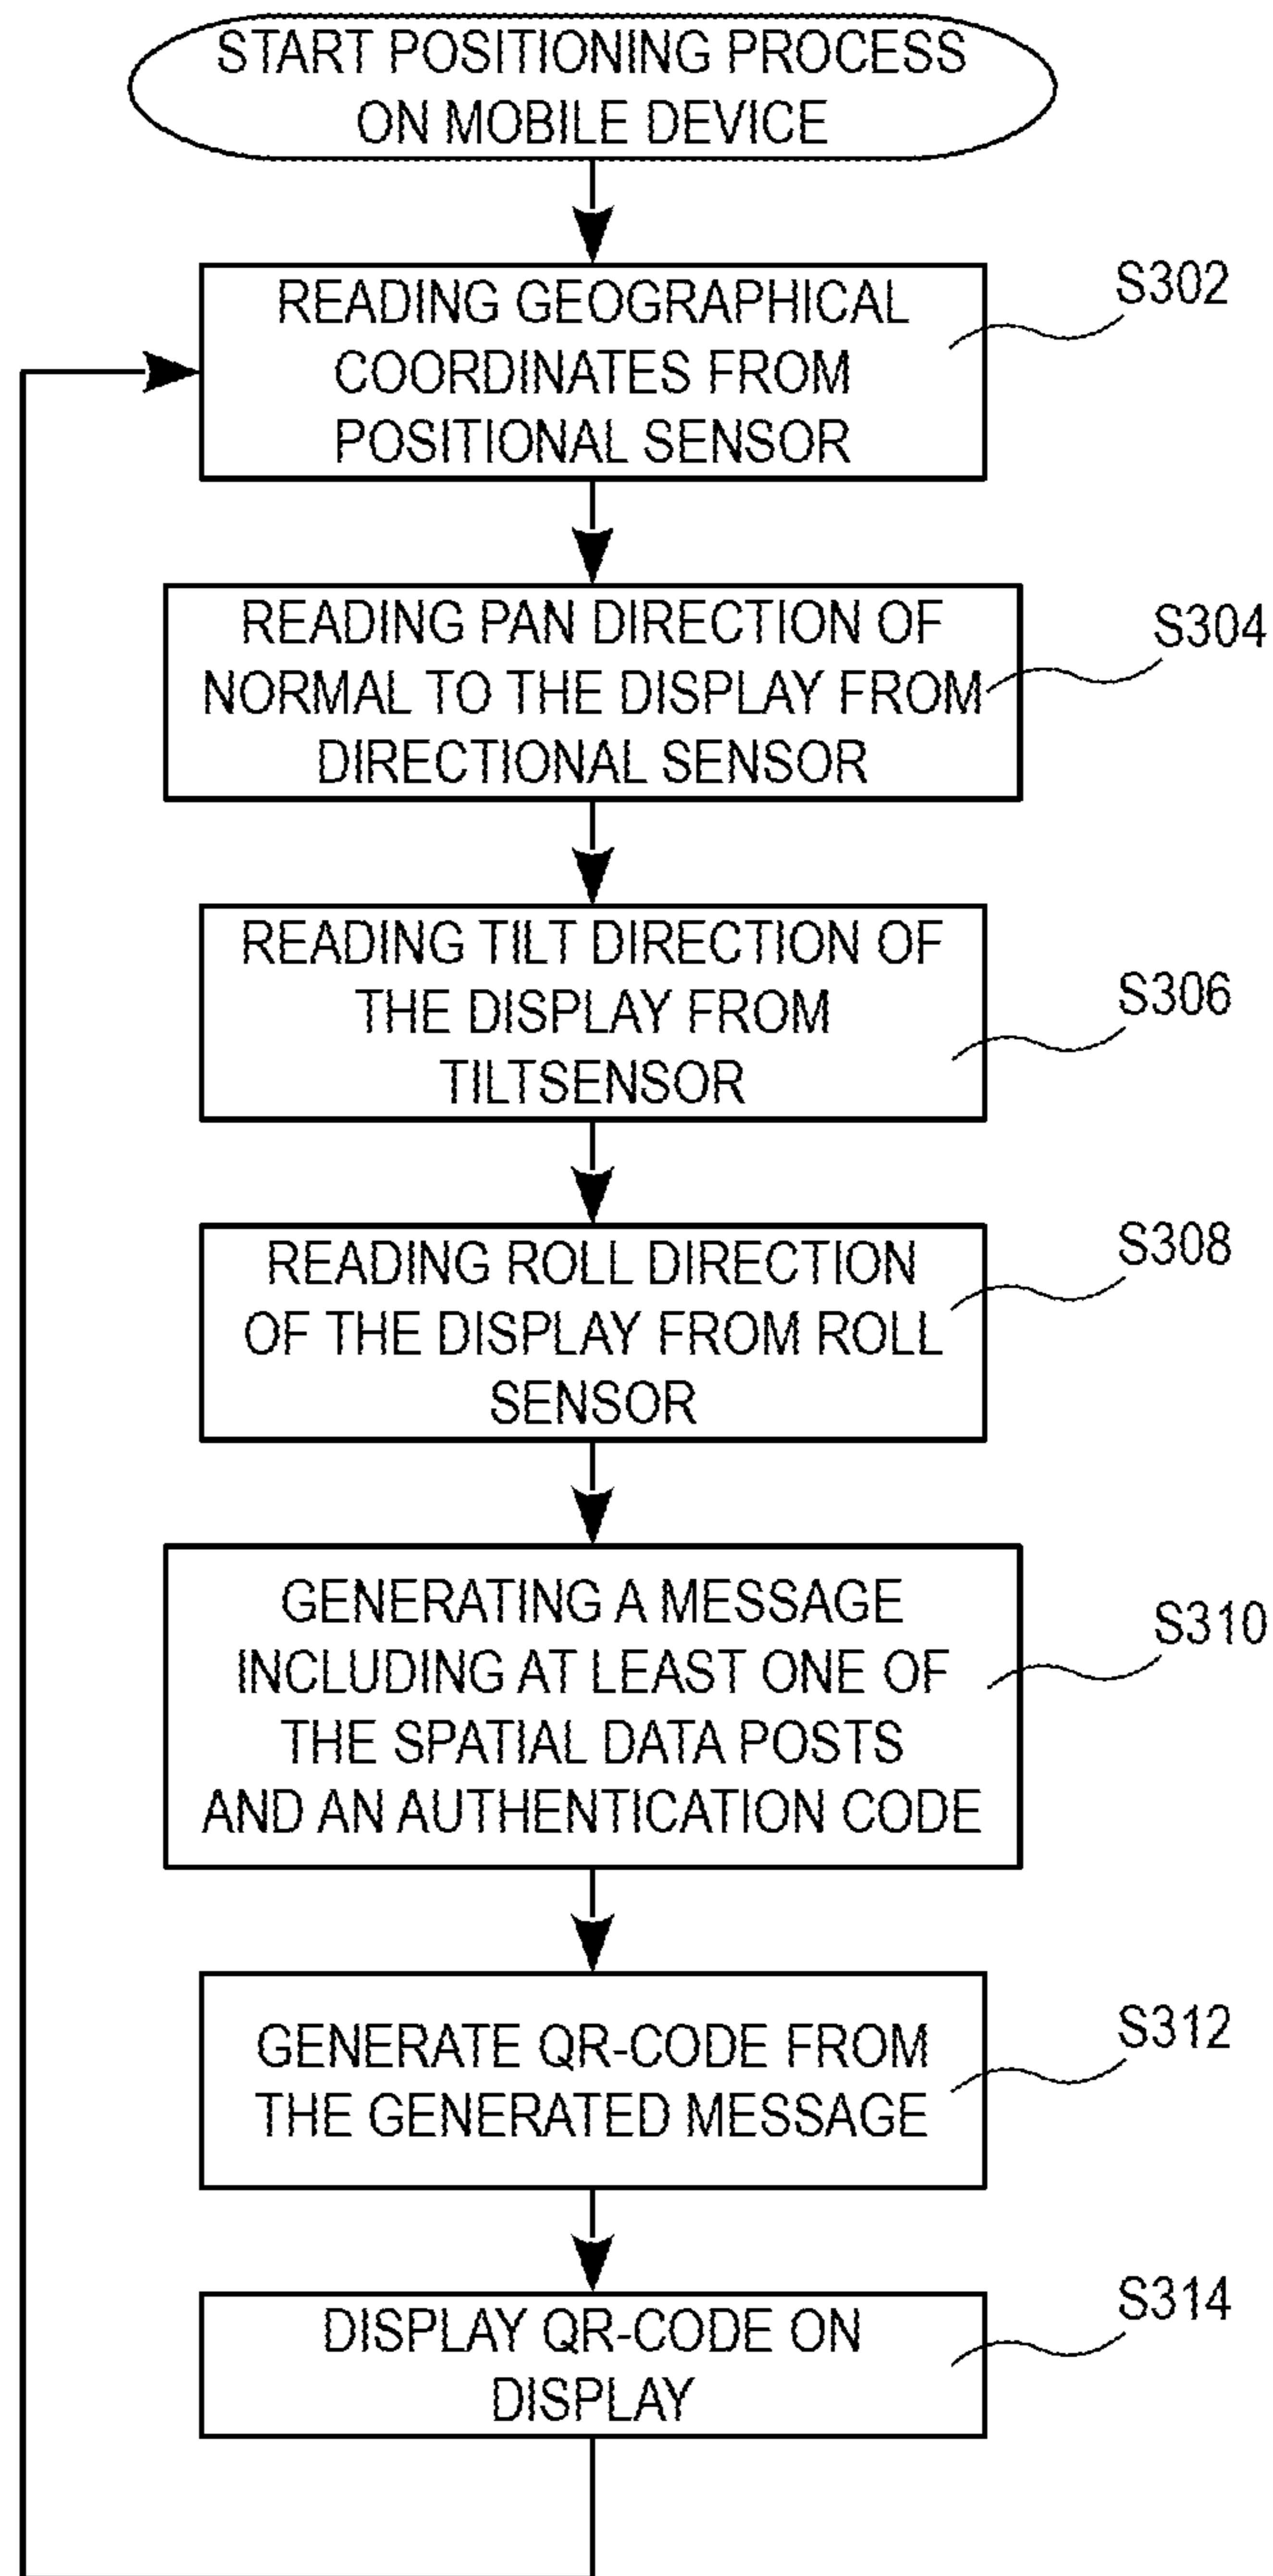 START POSITIONING PROCESS
ON MOBILE DEVICE
READING GEOGRAPHICAL
COORDINATES FROM
POSITIONAL SENSOR
S302
READING PAN DIRECTION OF
NORMAL TO THE DISPLAY FROM
DIRECTIONAL SENSOR
S304
READING TILT DIRECTION OF
THE DISPLAY FROM
TILTSENSOR
S306
READING ROLL DIRECTION
OF THE DISPLAY FROM ROLL
SENSOR
S308
GENERATING A MESSAGE
INCLUDING AT LEAST ONE OF
THE SPATIAL DATA POSTS
AND AN AUTHENTICATION CODE
S310
GENERATE QR-CODE FROM
THE GENERATED MESSAGE
S312
DISPLAY QR-CODE ON
DISPLAY
S314